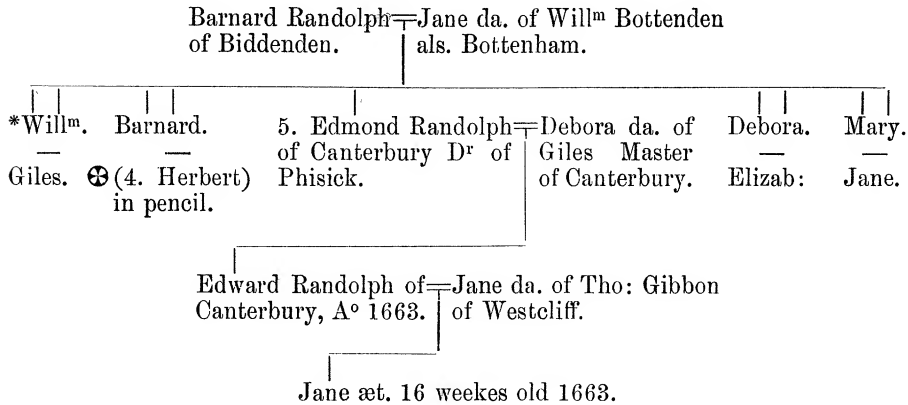 Barnard Randolph=Jane da. of Willᵐ Bottenden
of Biddenden. als. Bottenham.
*Willᵐ. Barnard. 5. Edmond Randolph=Debora da. of Debora. Mary.
— — of Canterbury Dʳ of Giles Master — —
Giles. ✠(4. Herbert) Phisick. of Canterbury. Elizab: Jane.
in pencil.
Edward Randolph of=Jane da. of Tho: Gibbon
Canterbury, Aº 1663. of Westcliff.
Jane æt. 16 weekes old 1663.